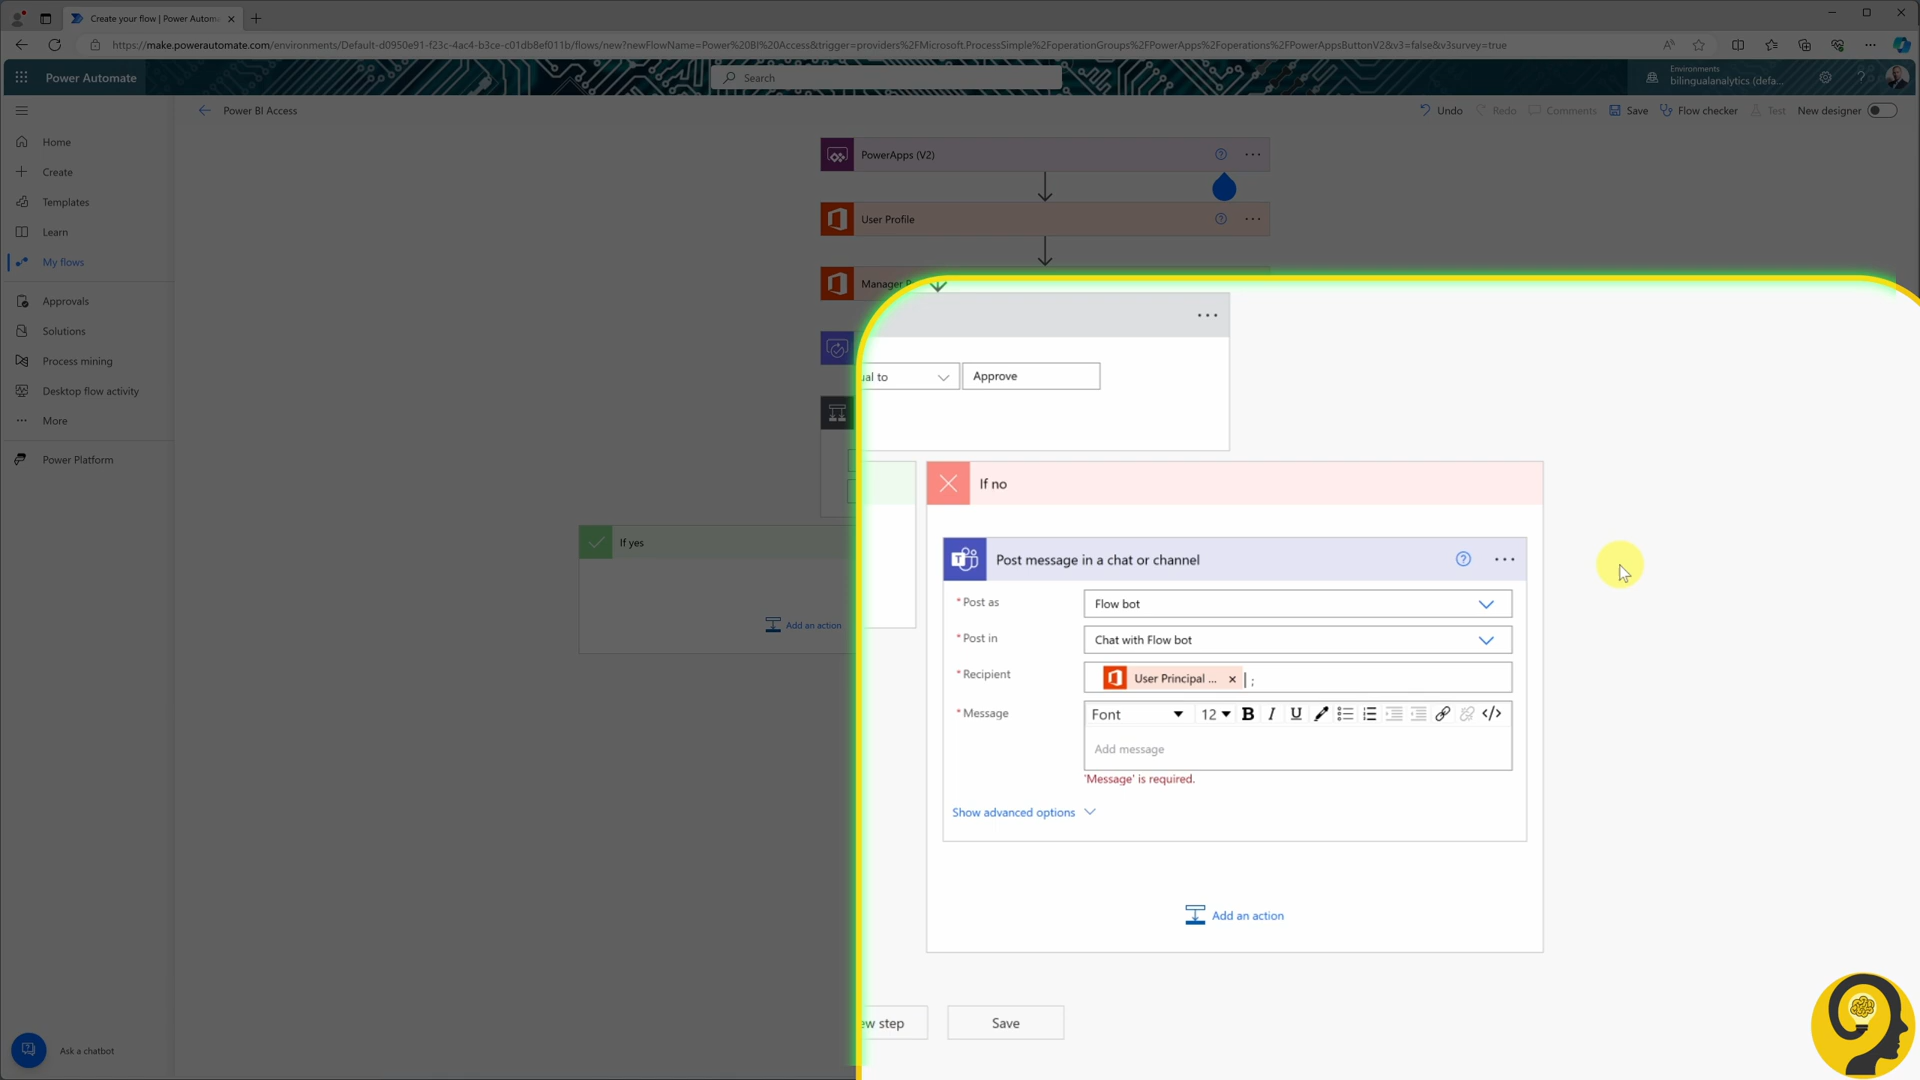 Create your flow | Power Autom
https://make.powerautomate.com/environments/Default-d0950e91-f23c-4ac4-b3ce-c01db8ef011b/flows/new?newFlowName=Power%20BI%20Access&trigger=providers%2FMicrosoft.ProcessSimple%2FoperationGroups%2FPowerApps%2Foperations%2FPowerAppsButtonV2&v3=false&v3survey=true
Power Automate
Search
Environments
bilingualanalytics (defa...
Power BI Access
Undo
Redo
Comments
Save
Flow checker
Test
New designer
Home
Create
Templates
Learn
My flows
Approvals
Solutions
Process mining
Desktop flow activity
More
Power Platform
Ask a chatbot
PowerApps (V2)
User Profile
Manager P
ual to
Approve
If yes
Add an action
If no
Post message in a chat or channel
* Post as
Flow bot
* Post in
Chat with Flow bot
* Recipient
User Principal ... × ;
* Message
Font 12 B I U </>
Add message
'Message' is required.
Show advanced options
Add an action
ew step
Save